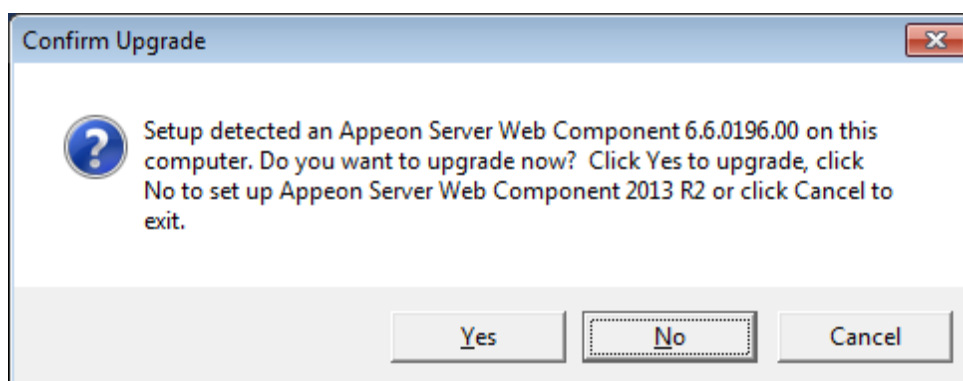 Confirm Upgrade
Setup detected an Appeon Server Web Component 6.6.0196.00 on this
computer. Do you want to upgrade now?  Click Yes to upgrade, click
No to set up Appeon Server Web Component 2013 R2 or click Cancel to
exit.
Yes
No
Cancel